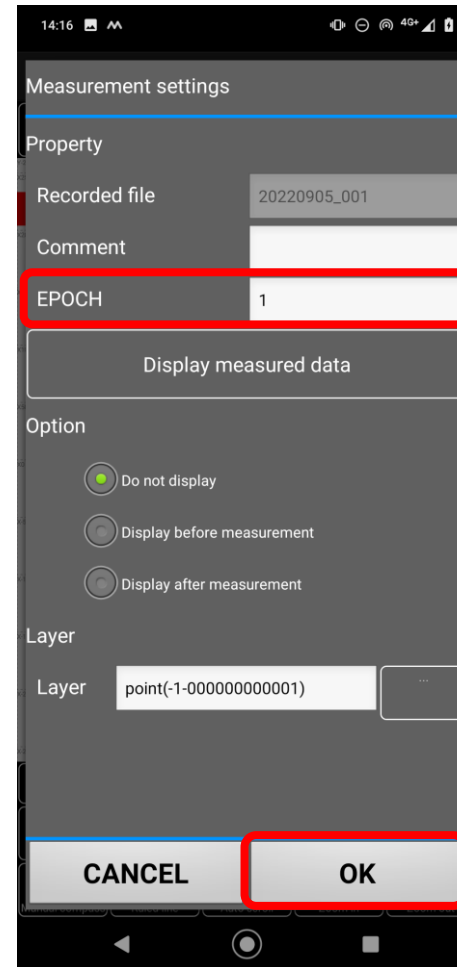 14:16 4G+
Measurement settings
Property
Recorded file 20220905_001
Comment
EPOCH 1
Display measured data
Option
Do not display
Display before measurement
Display after measurement
Layer
Layer point(-1-000000000001) ...
CANCEL OK